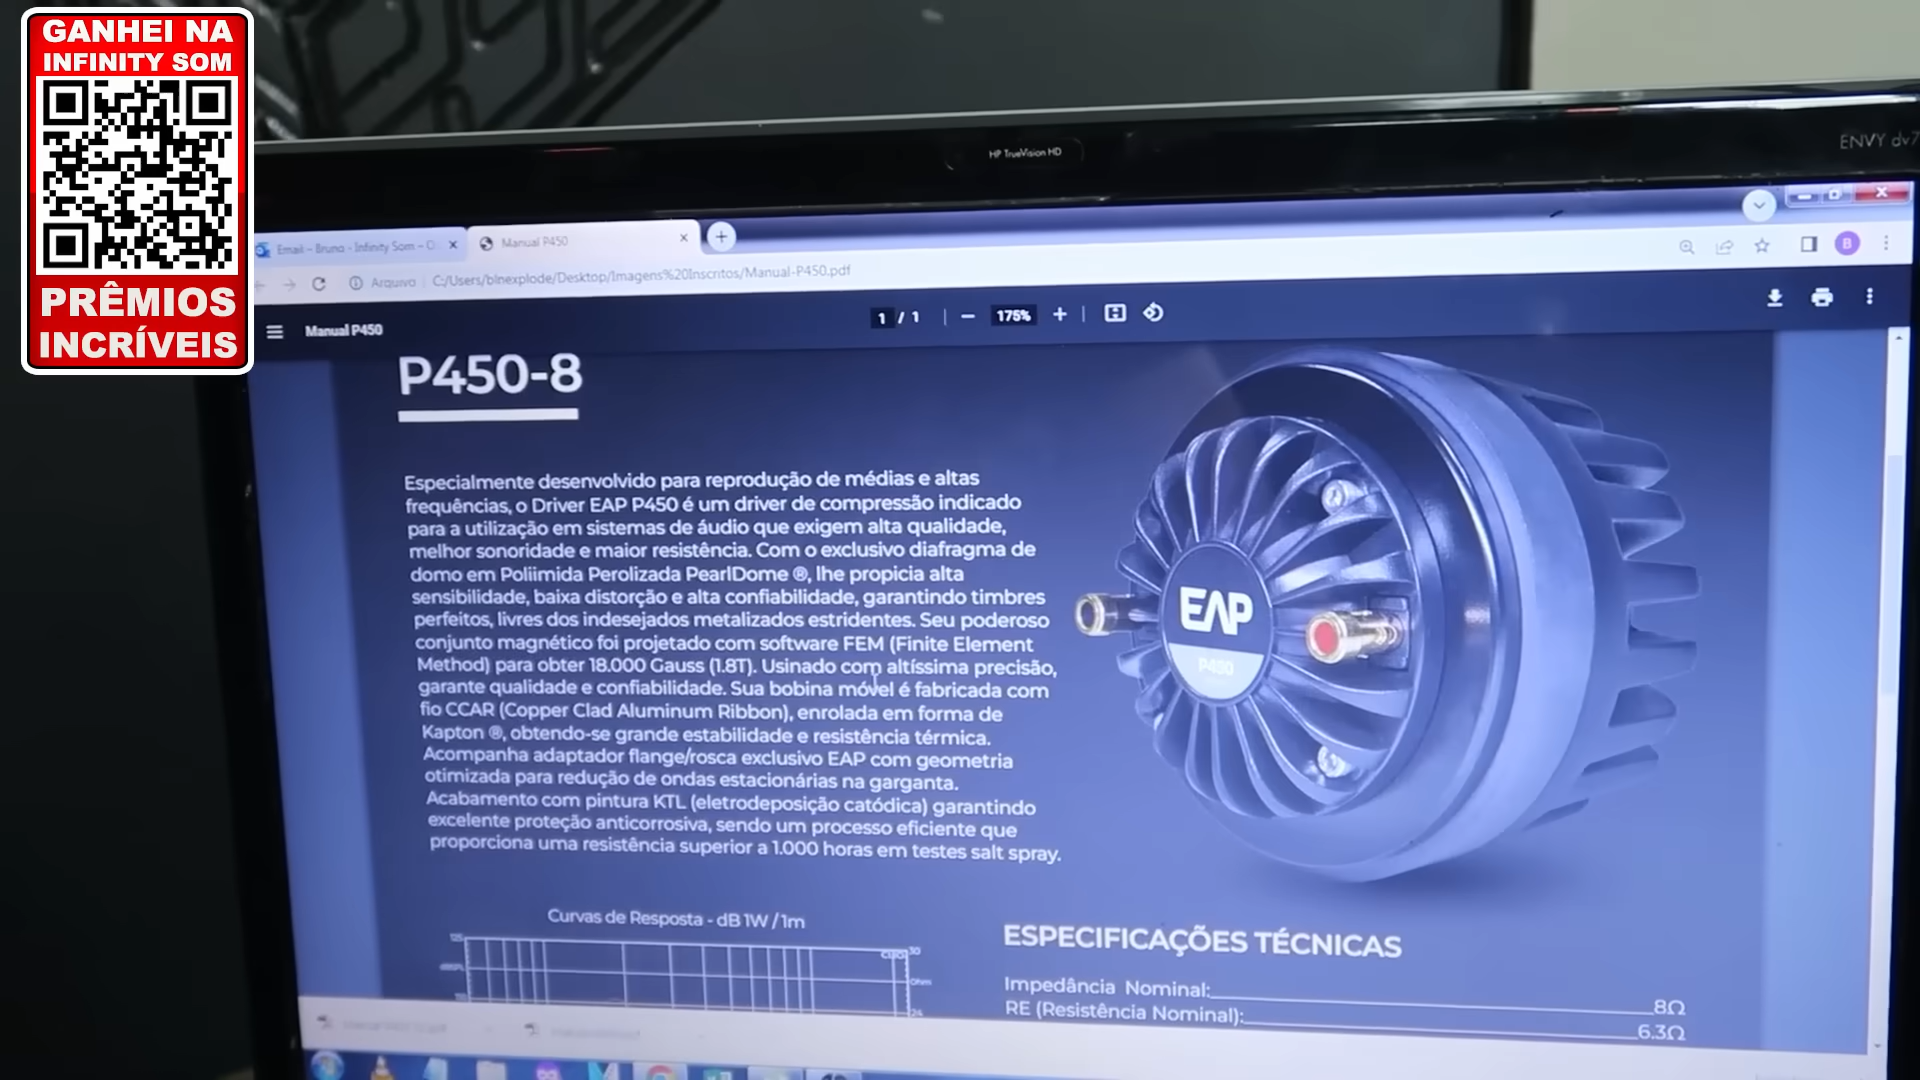 GANHEI NA
INFINITY SOM
PRÊMIOS
INCRÍVEIS
HP TrueVision HD
ENVY dv7
Email – Bruno - Infinity Som – O
Manual P450
Arquivo
C:/Users/blnexplode/Desktop/Imagens%20Inscritos/Manual-P450.pdf
B
Manual P450
1 / 1
175%
P450-8
Especialmente desenvolvido para reprodução de médias e altas
frequências, o Driver EAP P450 é um driver de compressão indicado
para a utilização em sistemas de áudio que exigem alta qualidade,
melhor sonoridade e maior resistência. Com o exclusivo diafragma de
domo em Poliimida Perolizada PearlDome ®, lhe propicia alta
sensibilidade, baixa distorção e alta confiabilidade, garantindo timbres
perfeitos, livres dos indesejados metalizados estridentes. Seu poderoso
conjunto magnético foi projetado com software FEM (Finite Element
Method) para obter 18.000 Gauss (1.8T). Usinado com altíssima precisão,
garante qualidade e confiabilidade. Sua bobina móvel é fabricada com
fio CCAR (Copper Clad Aluminum Ribbon), enrolada em forma de
Kapton ®, obtendo-se grande estabilidade e resistência térmica.
Acompanha adaptador flange/rosca exclusivo EAP com geometria
otimizada para redução de ondas estacionárias na garganta.
Acabamento com pintura KTL (eletrodeposição catódica) garantindo
excelente proteção anticorrosiva, sendo um processo eficiente que
proporciona uma resistência superior a 1.000 horas em testes salt spray.
EAP
P450
Curvas de Resposta - dB 1W / 1m
125
30
Ohm
24
ESPECIFICAÇÕES TÉCNICAS
Impedância Nominal: 8Ω
RE (Resistência Nominal): 6.3Ω